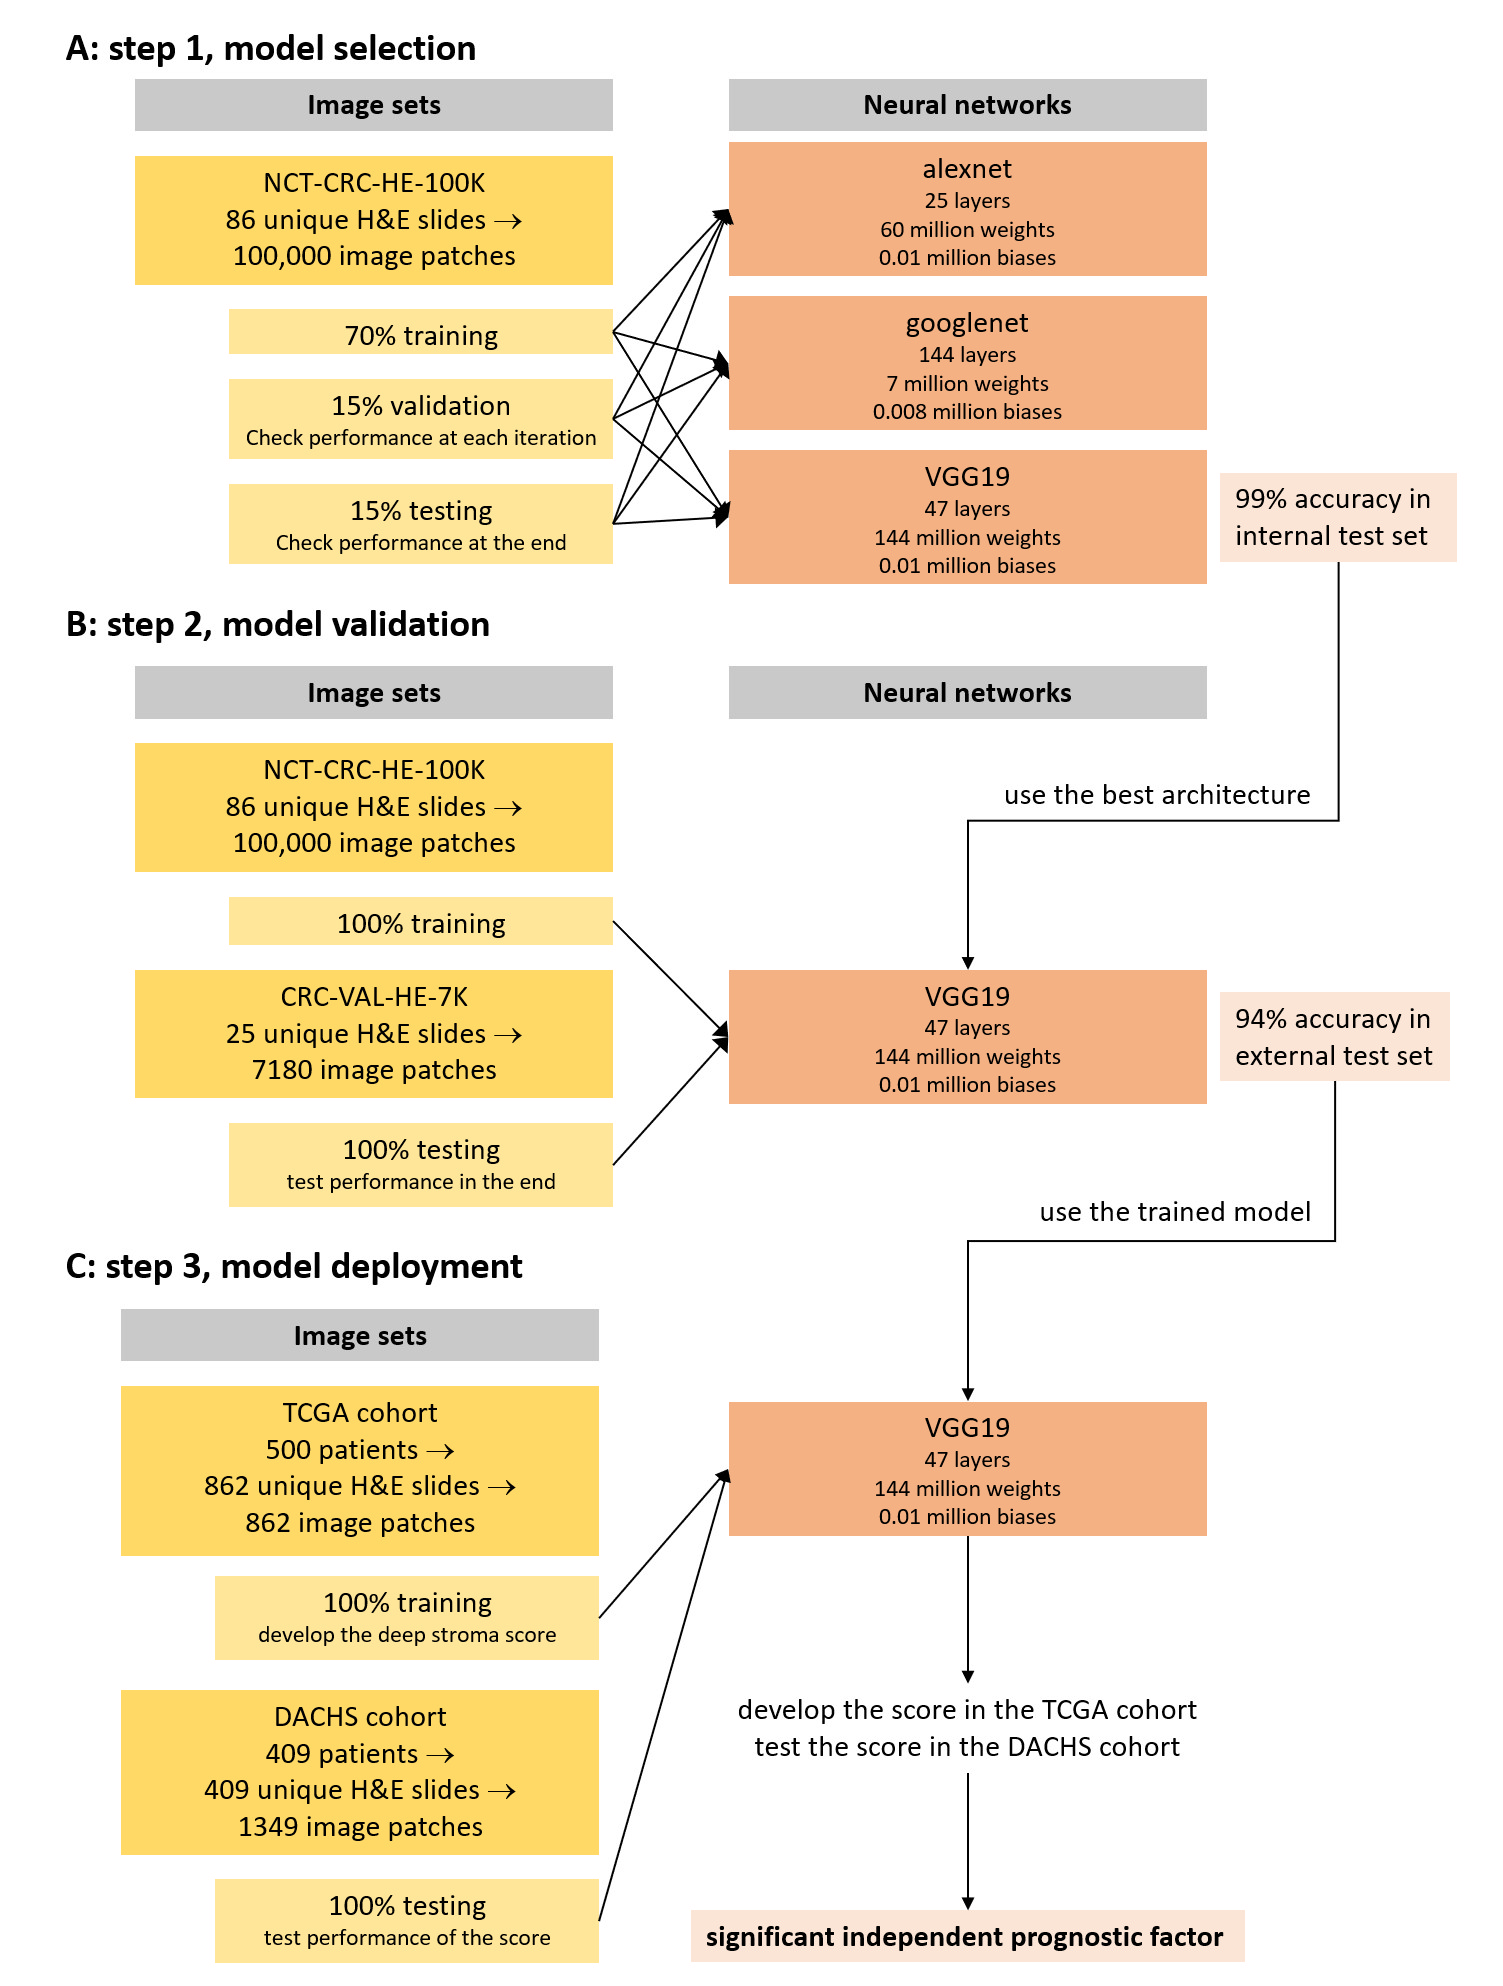 A: step 1, model selection
Image sets
Neural networks
NCT-CRC-HE-100K
86 unique H&E slides →
100,000 image patches
70% training
15% validation
Check performance at each iteration
15% testing
Check performance at the end
alexnet
25 layers
60 million weights
0.01 million biases
googlenet
144 layers
7 million weights
0.008 million biases
VGG19
47 layers
144 million weights
0.01 million biases
99% accuracy in
internal test set
B: step 2, model validation
Image sets
Neural networks
NCT-CRC-HE-100K
86 unique H&E slides →
100,000 image patches
100% training
CRC-VAL-HE-7K
25 unique H&E slides →
7180 image patches
100% testing
test performance in the end
use the best architecture
VGG19
47 layers
144 million weights
0.01 million biases
94% accuracy in
external test set
use the trained model
C: step 3, model deployment
Image sets
TCGA cohort
500 patients →
862 unique H&E slides →
862 image patches
100% training
develop the deep stroma score
DACHS cohort
409 patients →
409 unique H&E slides →
1349 image patches
100% testing
test performance of the score
VGG19
47 layers
144 million weights
0.01 million biases
develop the score in the TCGA cohort
test the score in the DACHS cohort
significant independent prognostic factor